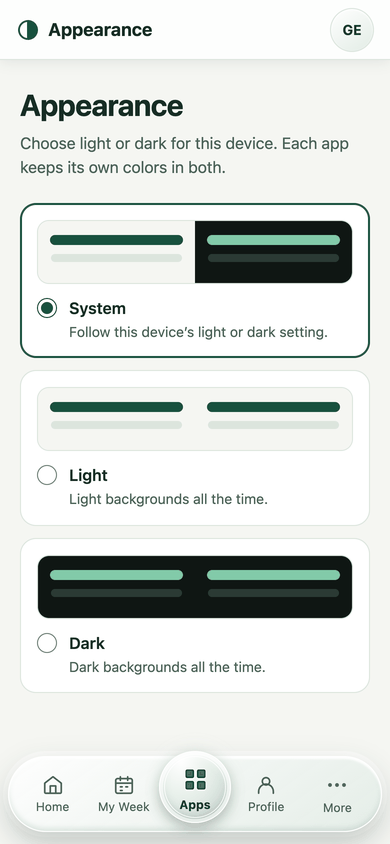 Appearance
GE
Appearance
Choose light or dark for this device. Each app
keeps its own colors in both.
System
Follow this device’s light or dark setting.
Light
Light backgrounds all the time.
Dark
Dark backgrounds all the time.
Home
My Week
Apps
Profile
More